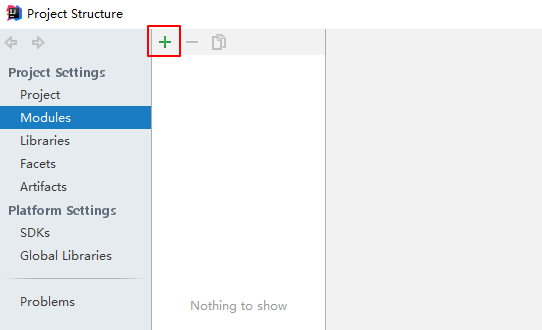 Project Structure
Project Settings
Project
Modules
Libraries
Facets
Artifacts
Platform Settings
SDKs
Global Libraries
Problems
Nothing to show